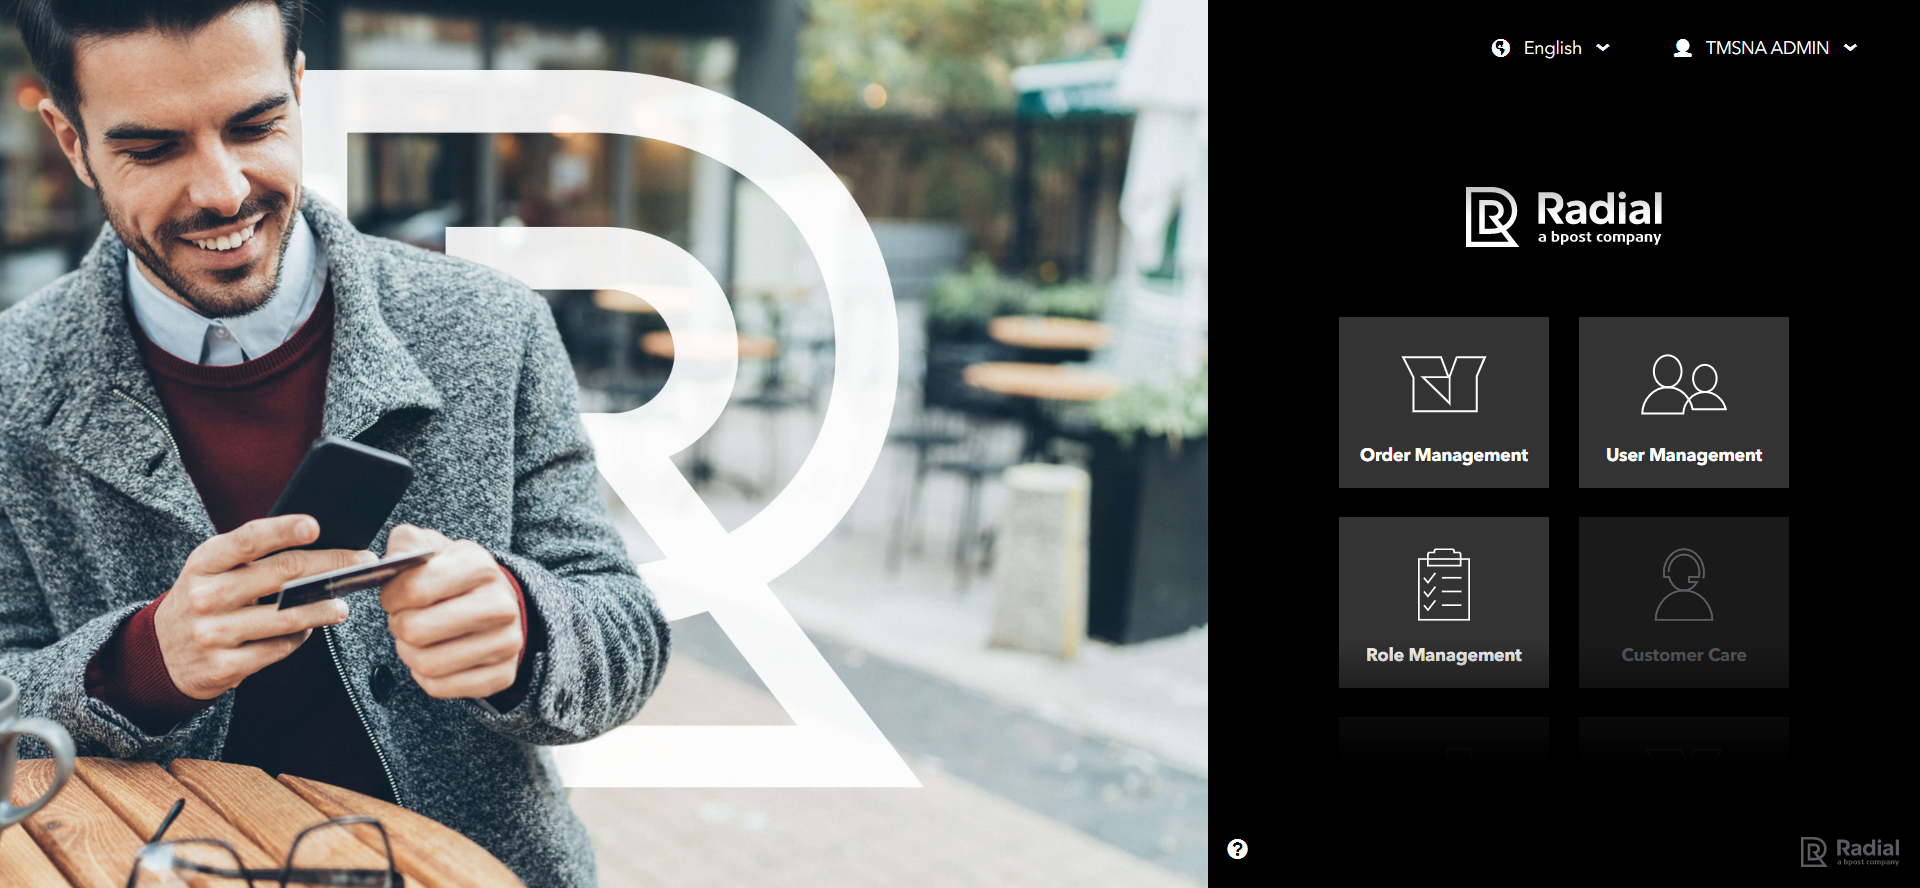 English
TMSNA ADMIN
Radial
a bpost company
Order Management
User Management
Role Management
Customer Care
?
Radial
a bpost company